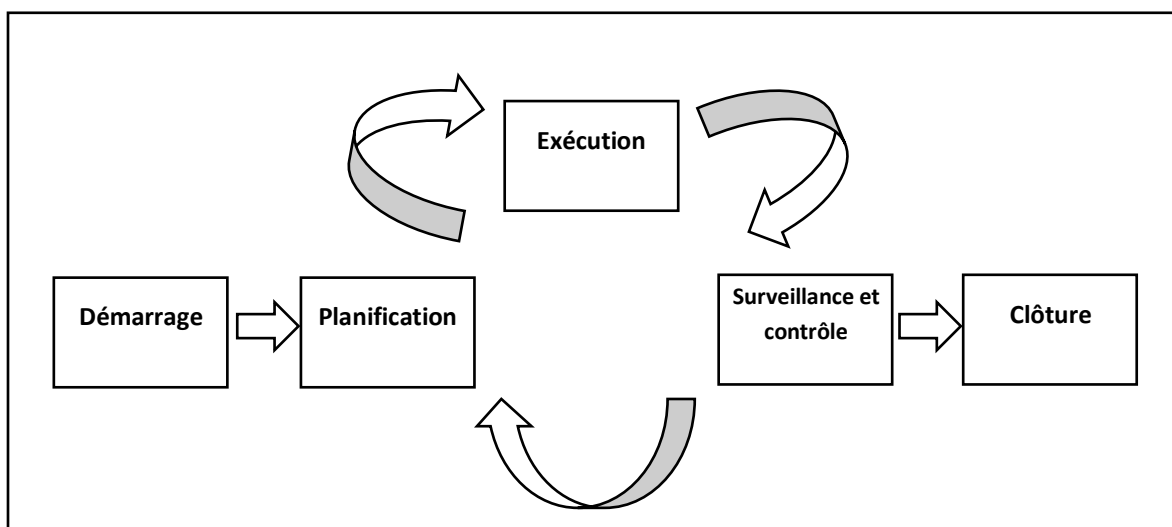 Exécution
Démarrage
Planification
Surveillance et
contrôle
Clôture